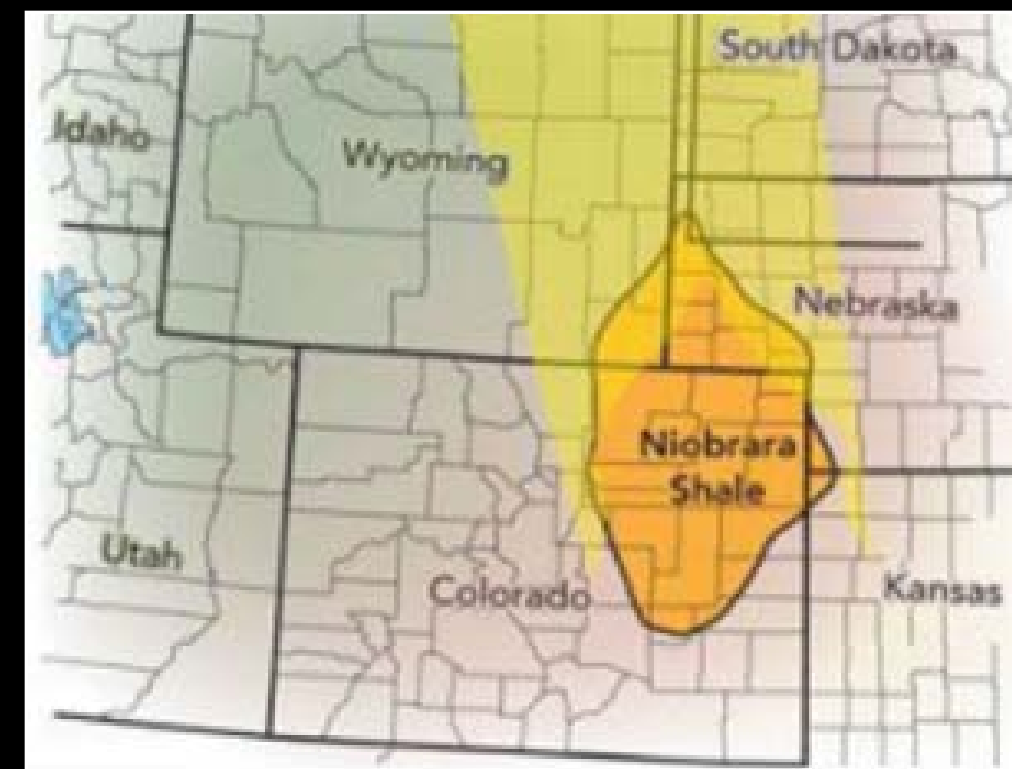 South Dakota
Idaho
Wyoming
Nebraska
Niobrara
Shale
Utah
Colorado
Kansas